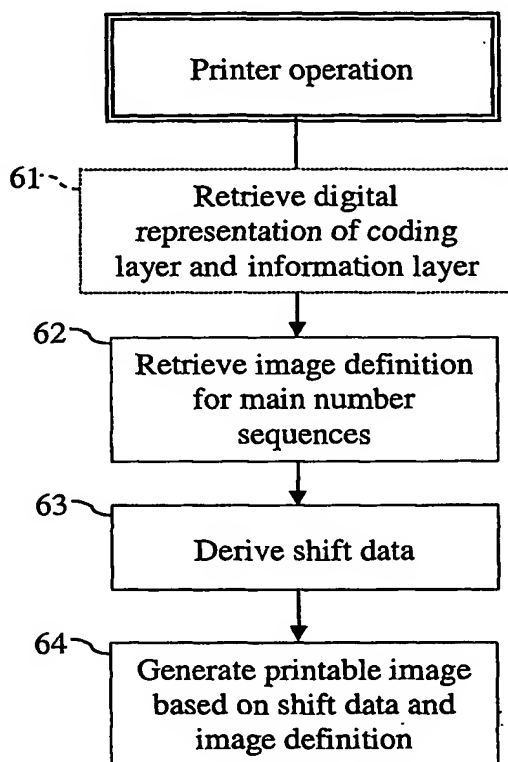 Printer operation
61
Retrieve digital
representation of coding
layer and information layer
62
Retrieve image definition
for main number
sequences
63
Derive shift data
64
Generate printable image
based on shift data and
image definition